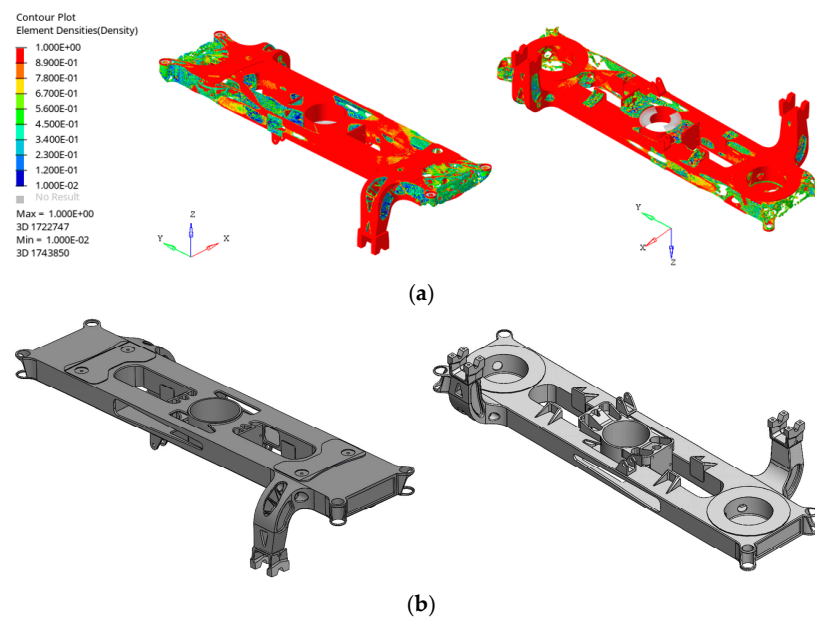 Contour Plot
Element Densities(Density)
1.000E+00
8.900E-01
7.800E-01
6.700E-01
5.600E-01
4.500E-01
3.400E-01
2.300E-01
1.200E-01
1.000E-02
No Result
Max = 1.000E+00
3D 1722747
Min = 1.000E-02
3D 1743850
Z
Y
X
Y
X
Z
(a)
(b)